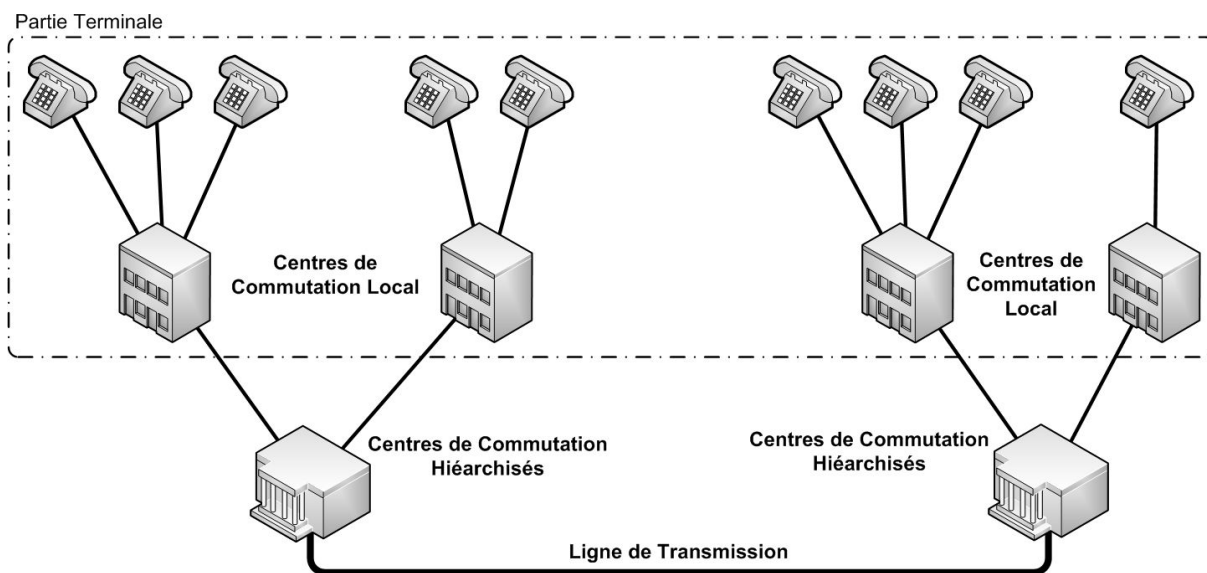 Partie Terminale
Centres de
Commutation Local
Centres de
Commutation
Local
Centres de Commutation
Hiéarchisés
Centres de Commutation
Hiéarchisés
Ligne de Transmission